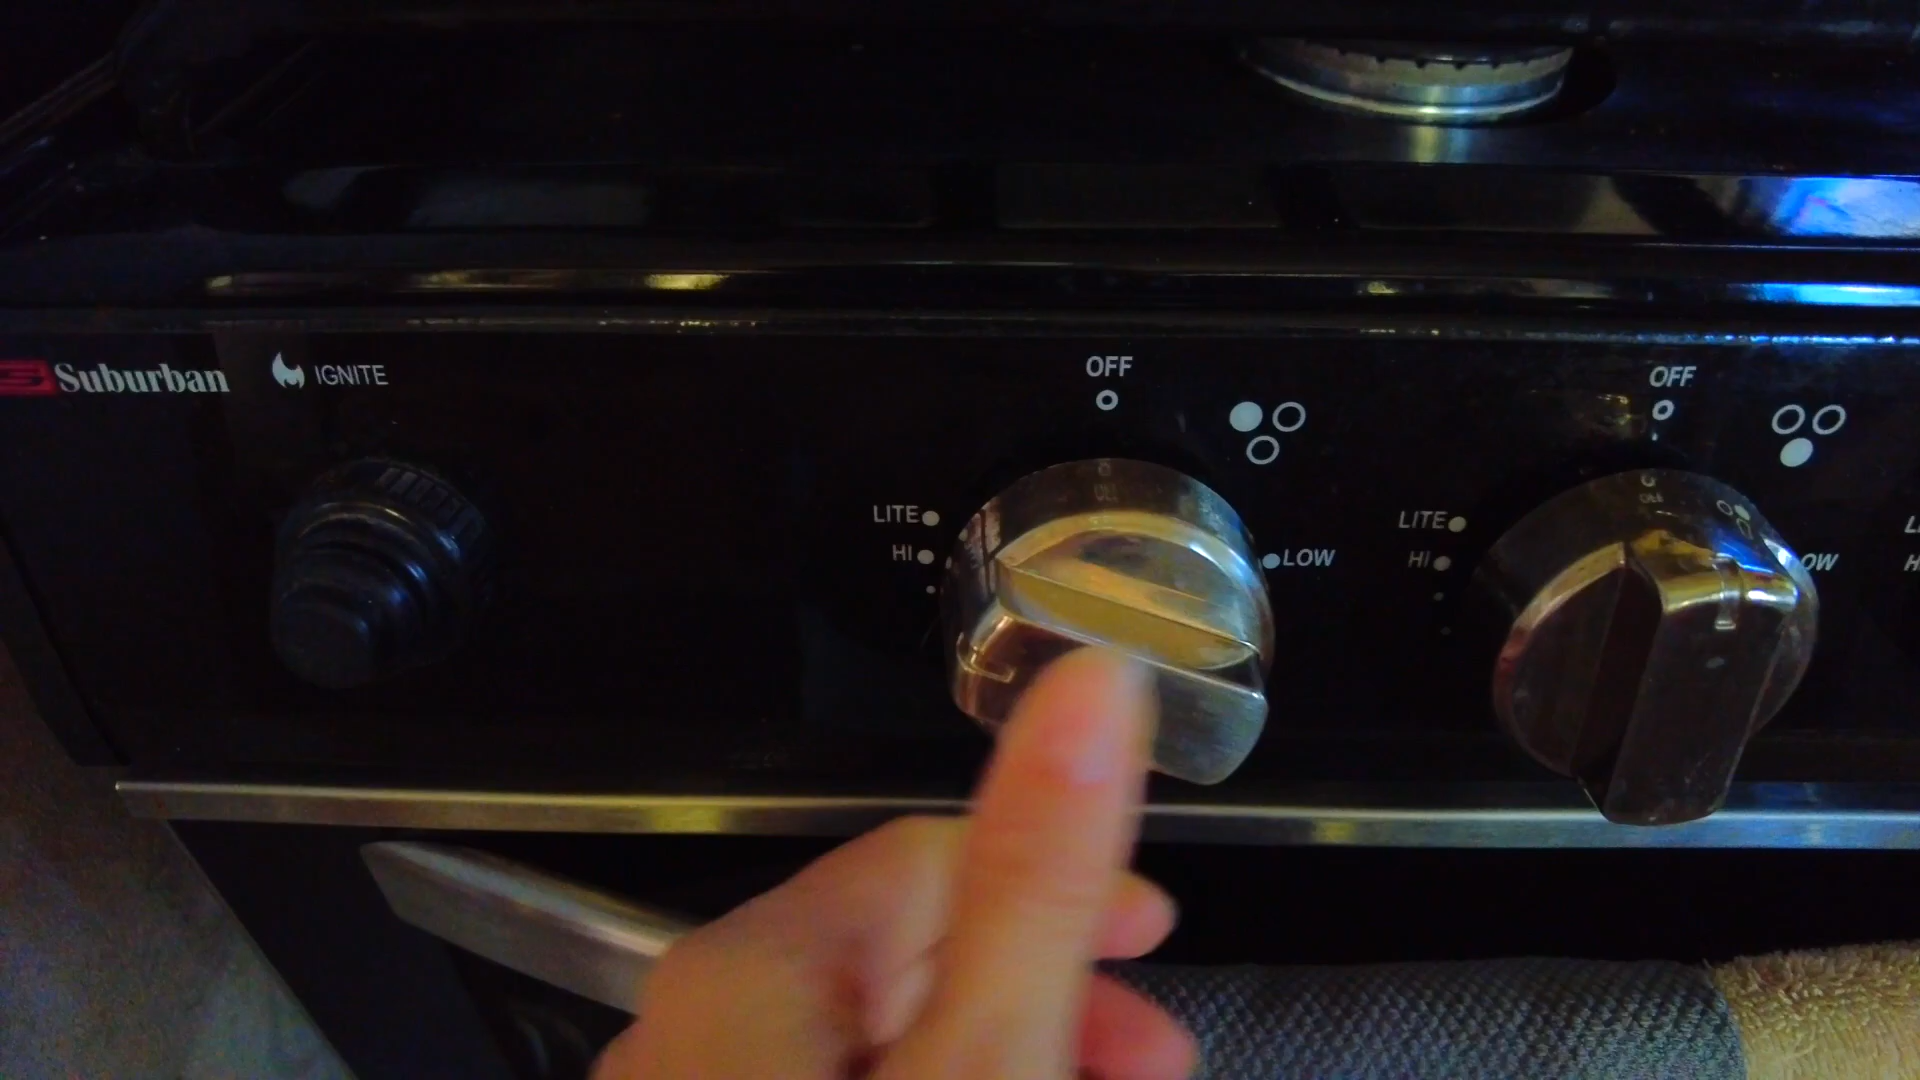 Suburban
IGNITE
OFF
LITE
HI
LOW
OFF
LITE
HI
OW